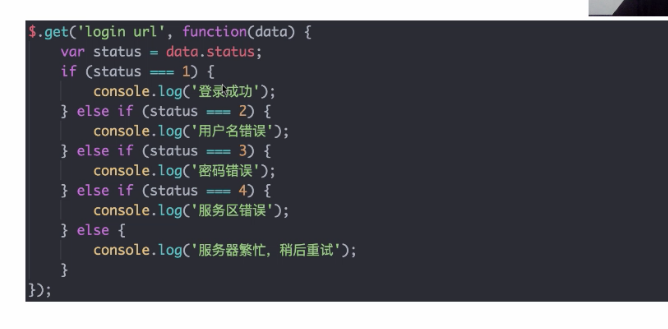 $.get('login url', function(data) {
    var status = data.status;
    if (status === 1) {
        console.log('登录成功');
    } else if (status === 2) {
        console.log('用户名错误');
    } else if (status === 3) {
        console.log('密码错误');
    } else if (status === 4) {
        console.log('服务区错误');
    } else {
        console.log('服务器繁忙, 稍后重试');
    }
});